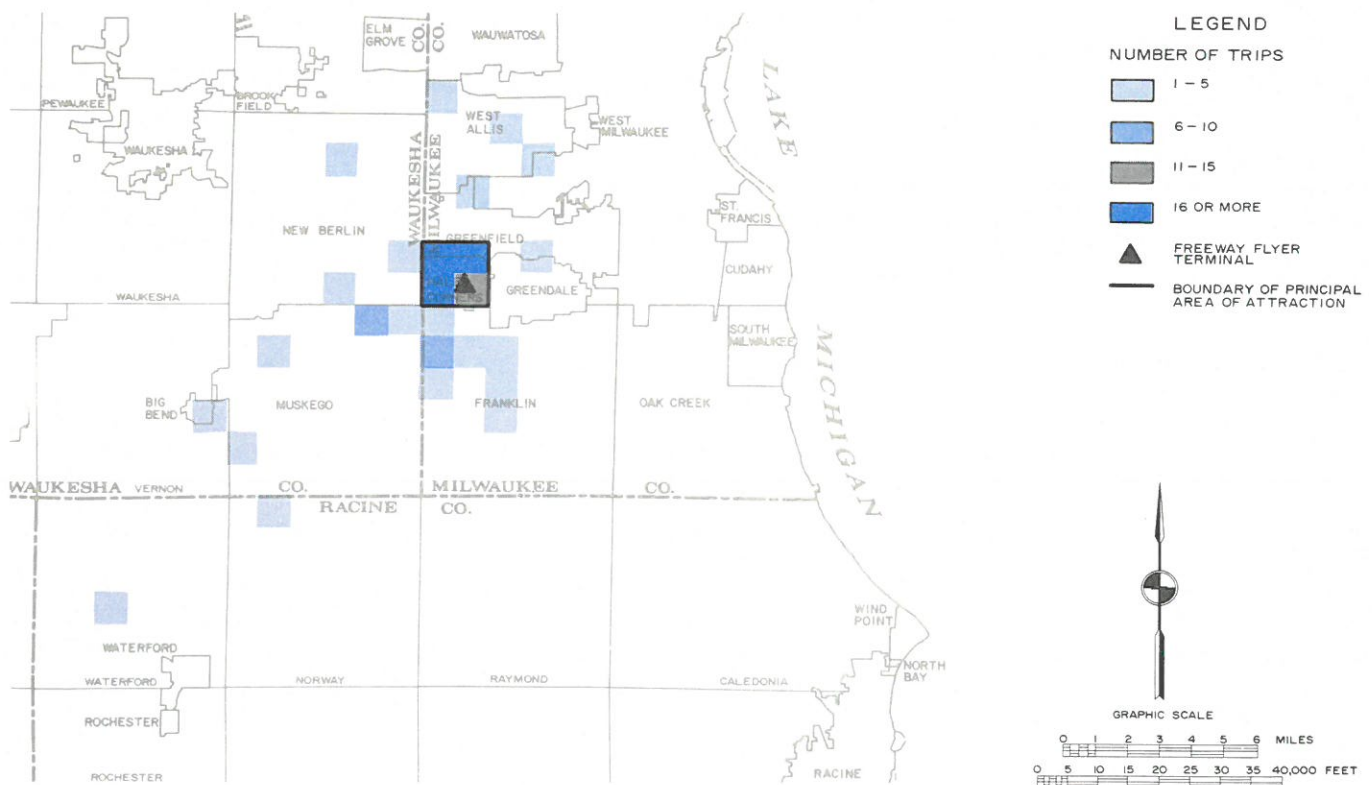 41
ELM
GROVE
CO.
CO.
WAUWATOSA
PEWAUKEE
BROOK
FIELD
WEST
ALLIS
WEST
MILWAUKEE
WAUKESHA
WAUKESHA
MILWAUKEE
LAKE
ST.
FRANCIS
NEW BERLIN
GREENFIELD
CUDAHY
WAUKESHA
GREENDALE
SOUTH
MILWAUKEE
MICHIGAN
BIG
BEND
MUSKEGO
FRANKLIN
OAK CREEK
WAUKESHA
VERNON
CO.
MILWAUKEE
CO.
RACINE
CO.
WATERFORD
WIND
POINT
NORTH
BAY
WATERFORD
NORWAY
RAYMOND
CALEDONIA
ROCHESTER
ROCHESTER
RACINE
LEGEND
NUMBER OF TRIPS
1 – 5
6 – 10
11 – 15
16 OR MORE
FREEWAY FLYER
TERMINAL
BOUNDARY OF PRINCIPAL
AREA OF ATTRACTION
GRAPHIC SCALE
0 1 2 3 4 5 6 MILES
0 5 10 15 20 25 30 35 40,000 FEET